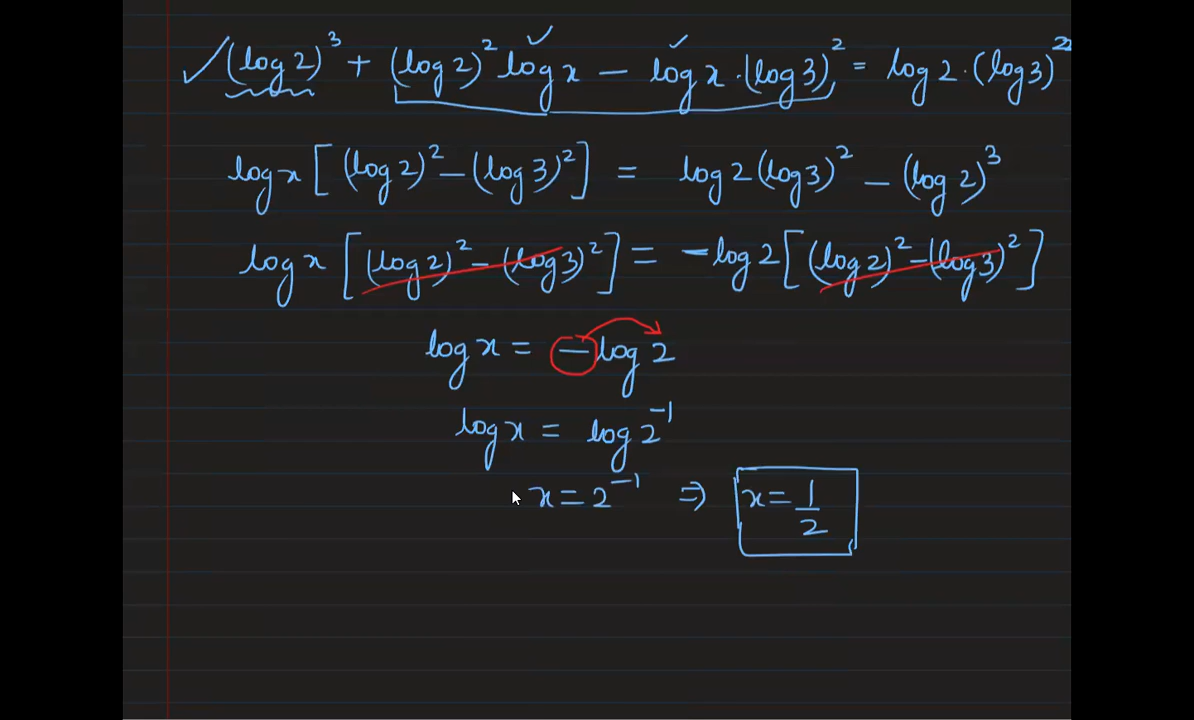 ✓(log 2)³ + (log 2)² log x − log x · (log 3)² = log 2 · (log 3)²
log x [(log 2)² − (log 3)²] = log 2 (log 3)² − (log 2)³
log x [(log 2)² − (log 3)²] = − log 2 [(log 2)² − (log 3)²]
log x = − log 2
log x = log 2⁻¹
x = 2⁻¹ ⇒ x = 1/2